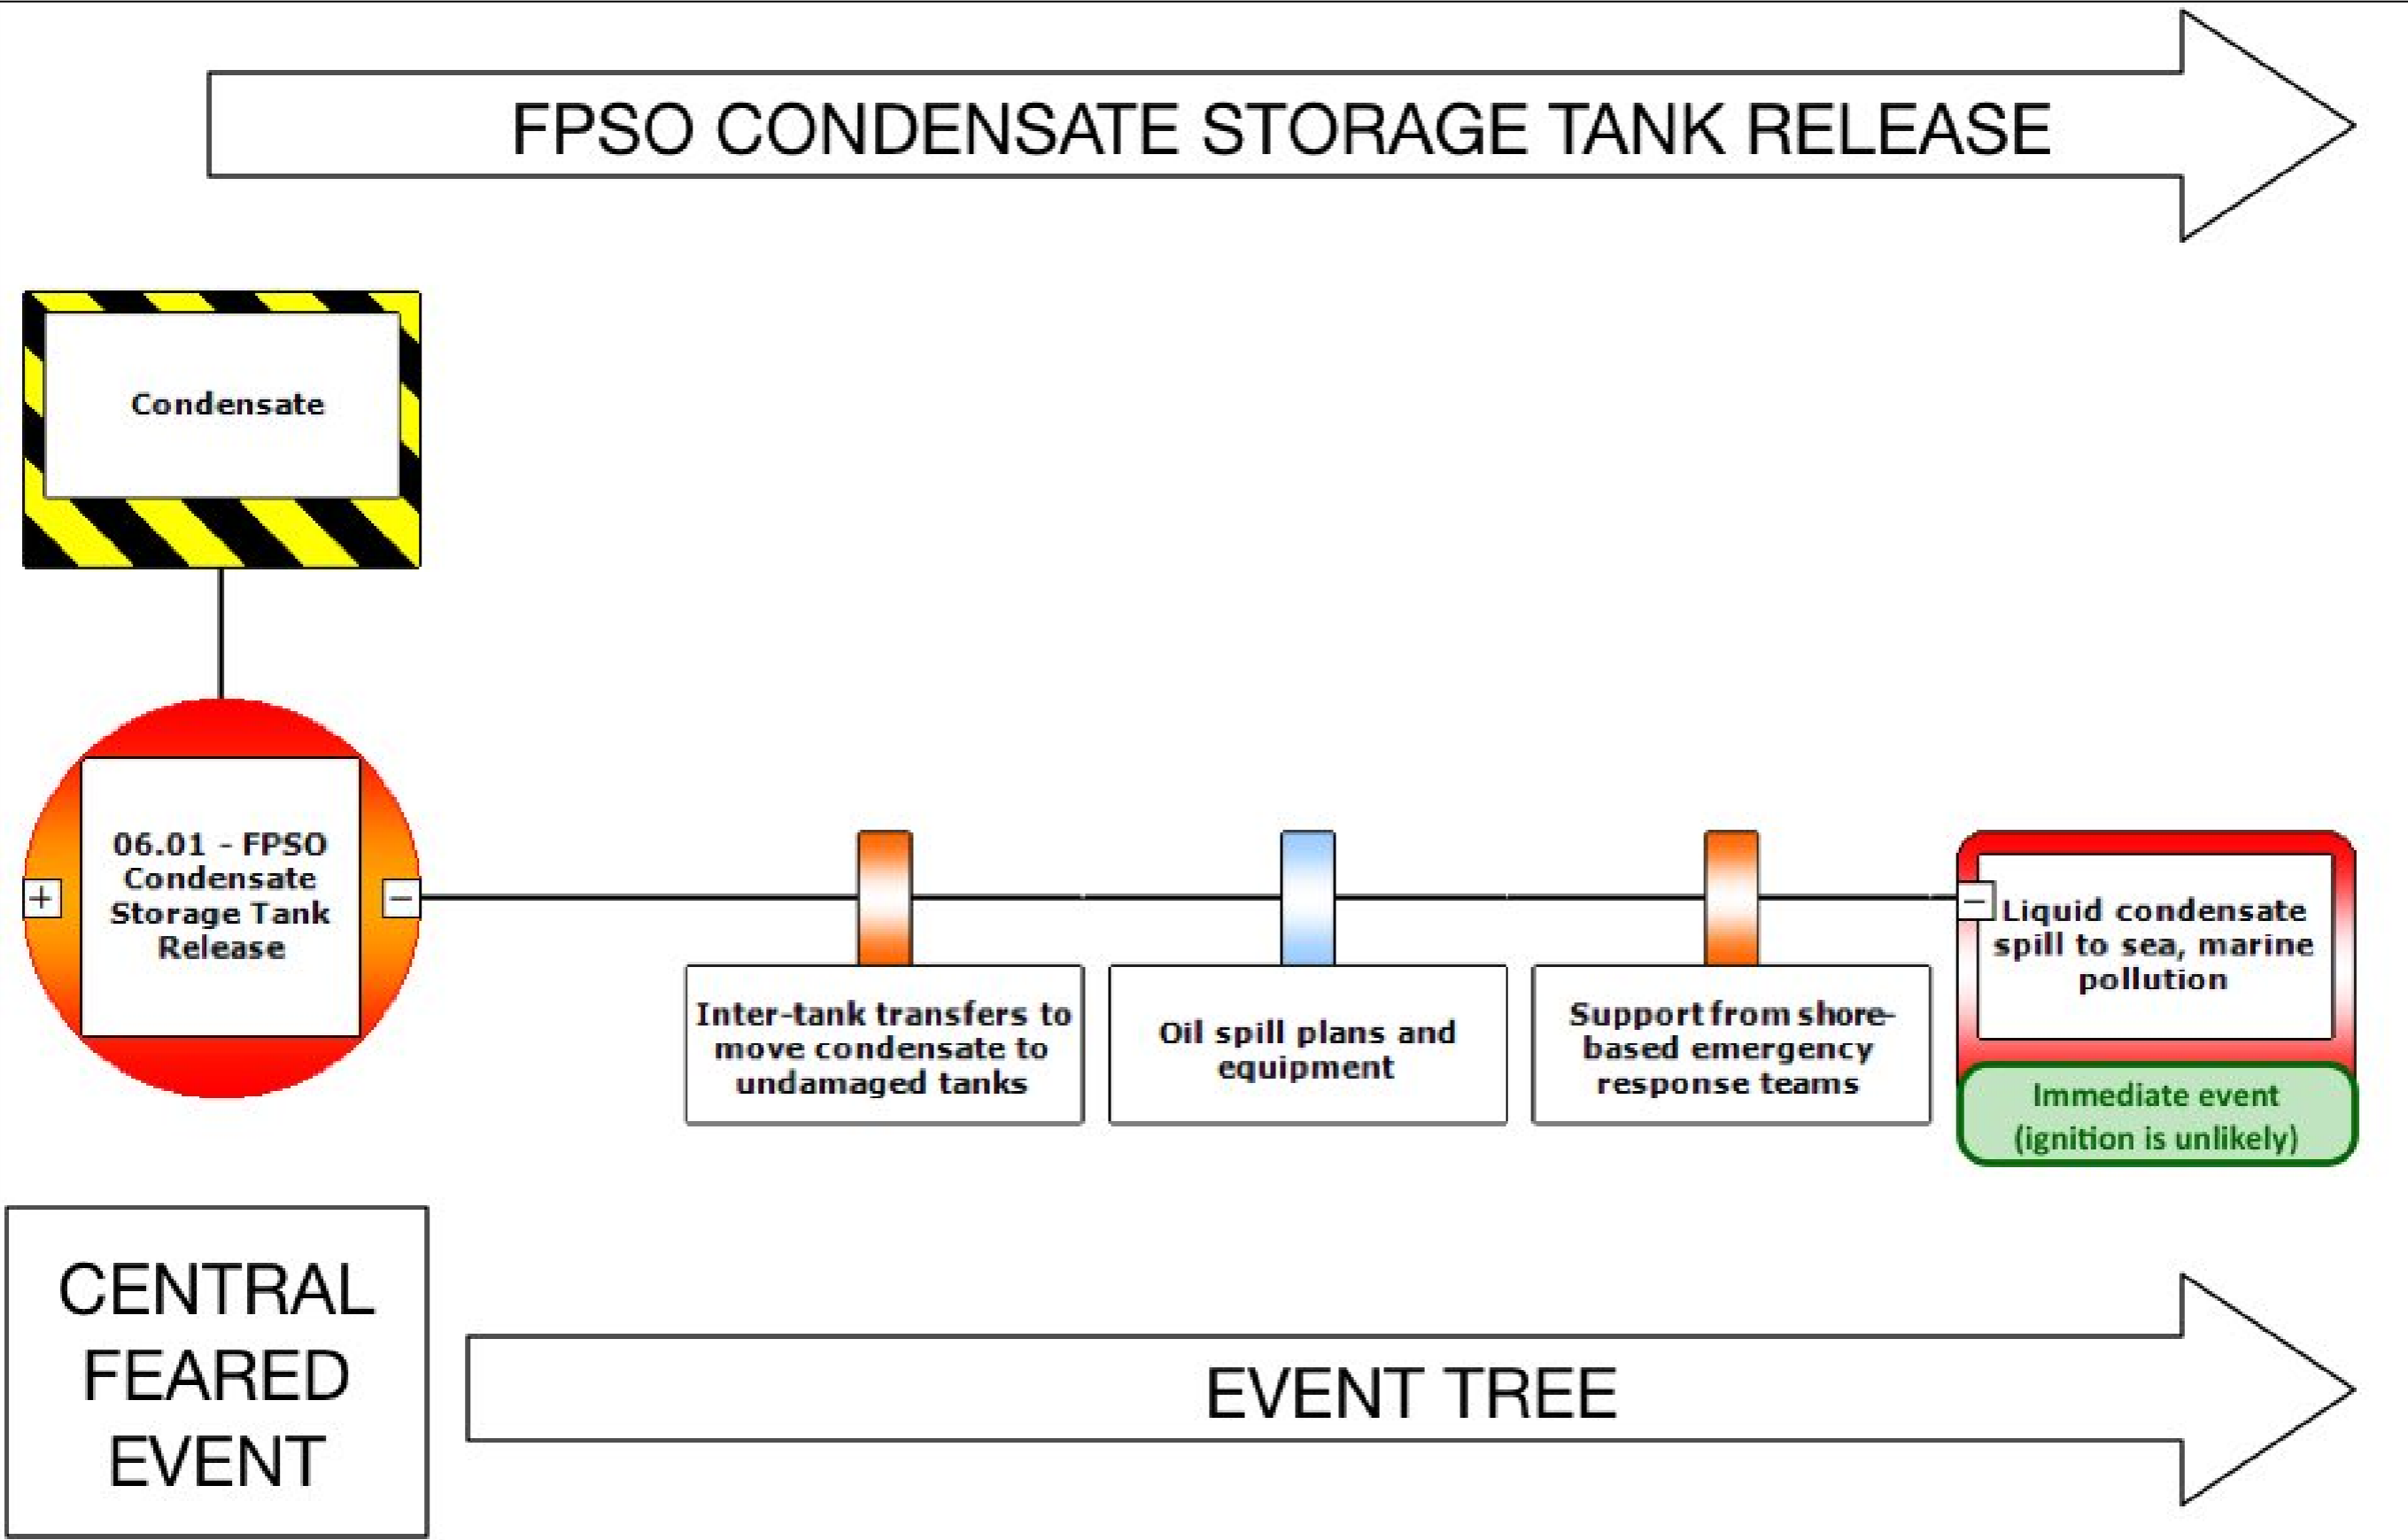 FPSO CONDENSATE STORAGE TANK RELEASE
Condensate
06.01 - FPSO
Condensate
Storage Tank
Release
+
−
Inter-tank transfers to
move condensate to
undamaged tanks
Oil spill plans and
equipment
Support from shore-
based emergency
response teams
−
Liquid condensate
spill to sea, marine
pollution
Immediate event
(ignition is unlikely)
CENTRAL
FEARED
EVENT
EVENT TREE